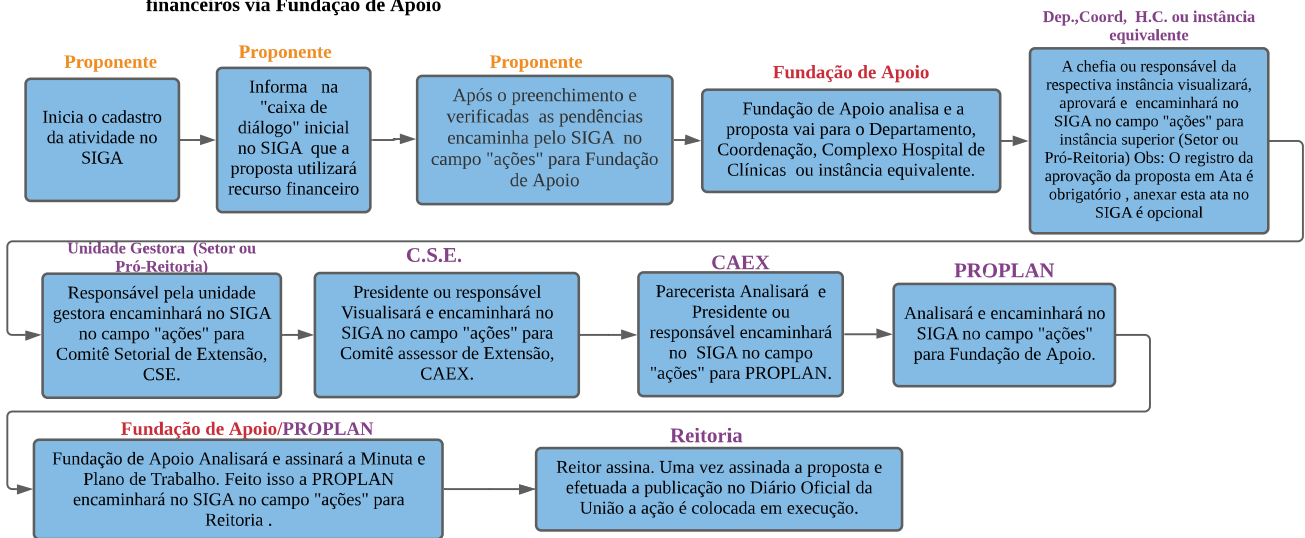 financeiros via Fundação de Apoio
Proponente
Inicia o cadastro
da atividade no
SIGA
Proponente
Informa na
"caixa de
diálogo" inicial
no SIGA que a
proposta utilizará
recurso financeiro
Proponente
Após o preenchimento e
verificadas as pendências
encaminha pelo SIGA no
campo "ações" para Fundação
de Apoio
Fundação de Apoio
Fundação de Apoio analisa e a
proposta vai para o Departamento,
Coordenação, Complexo Hospital de
Clínicas ou instância equivalente.
Dep.,Coord, H.C. ou instância
equivalente
A chefia ou responsável da
respectiva instância visualizará,
aprovará e encaminhará no
SIGA no campo "ações" para
instância superior (Setor ou
Pró-Reitoria) Obs: O registro da
aprovação da proposta em Ata é
obrigatório , anexar esta ata no
SIGA é opcional
Unidade Gestora (Setor ou
Pró-Reitoria)
Responsável pela unidade
gestora encaminhará no SIGA
no campo "ações" para
Comitê Setorial de Extensão,
CSE.
C.S.E.
Presidente ou responsável
Visualisará e encaminhará no
SIGA no campo "ações" para
Comitê assessor de Extensão,
CAEX.
CAEX
Parecerista Analisará e
Presidente ou
responsável encaminhará
no SIGA no campo
"ações" para PROPLAN.
PROPLAN
Analisará e encaminhará no
SIGA no campo "ações"
para Fundação de Apoio.
Fundação de Apoio/PROPLAN
Fundação de Apoio Analisará e assinará a Minuta e
Plano de Trabalho. Feito isso a PROPLAN
encaminhará no SIGA no campo "ações" para
Reitoria .
Reitoria
Reitor assina. Uma vez assinada a proposta e
efetuada a publicação no Diário Oficial da
União a ação é colocada em execução.